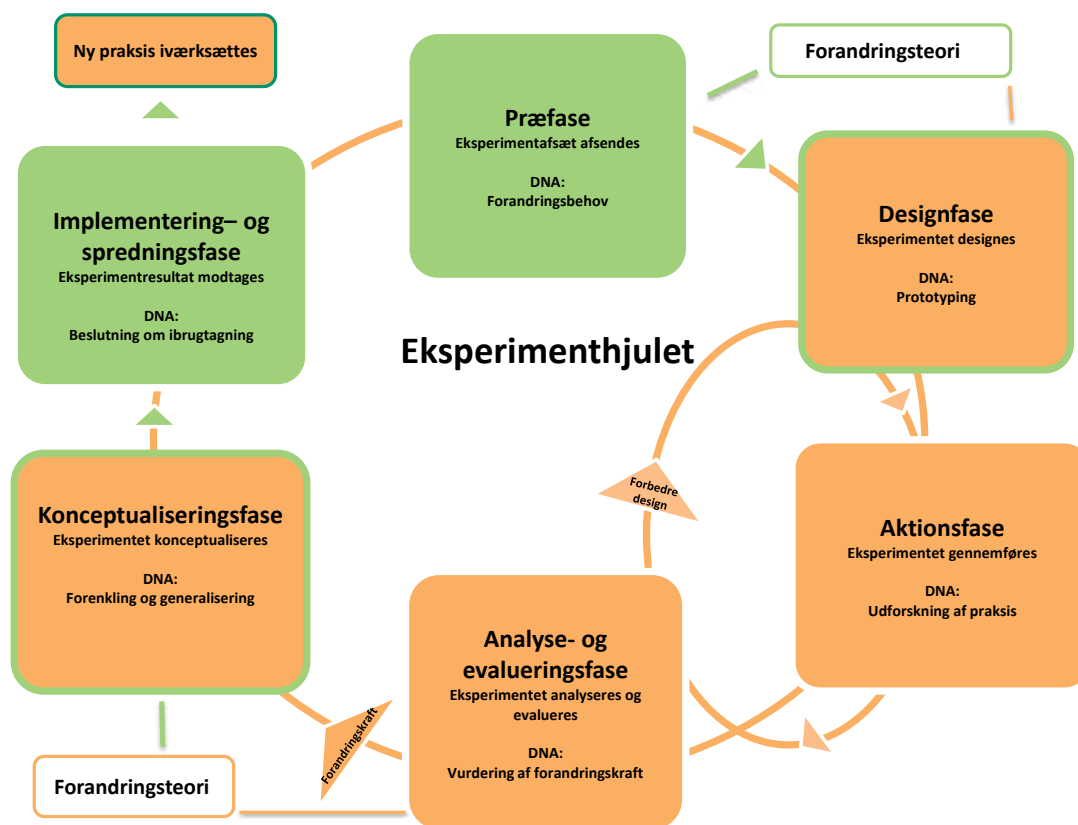 Ny praksis iværksættes
Forandringsteori
Præfase
Eksperimentafsæt afsendes
DNA:
Forandringsbehov
Designfase
Eksperimentet designes
DNA:
Prototyping
Implementering– og
spredningsfase
Eksperimentresultat modtages
DNA:
Beslutning om ibrugtagning
Eksperimenthjulet
Forbedre
design
Aktionsfase
Eksperimentet gennemføres
DNA:
Udforskning af praksis
Konceptualiseringsfase
Eksperimentet konceptualiseres
DNA:
Forenkling og generalisering
Analyse- og
evalueringsfase
Eksperimentet analyseres og
evalueres
DNA:
Vurdering af forandringskraft
Forandringskraft
Forandringsteori